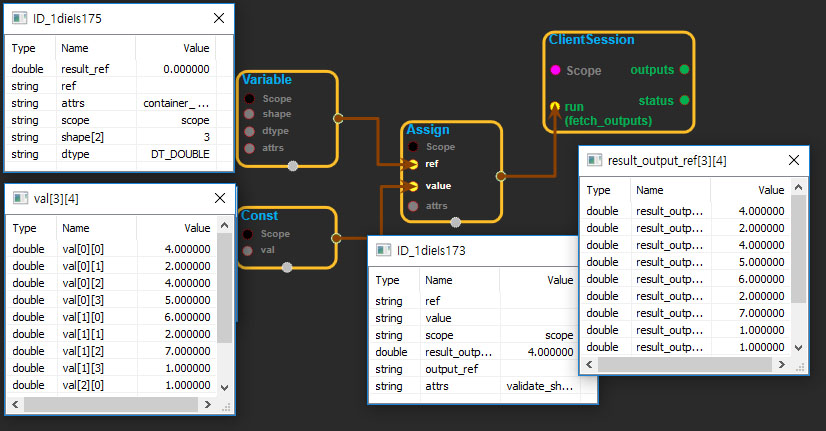 ID_1diels175
Type Name Value
double result_ref 0.000000
string ref
string attrs container_ ...
string scope scope
string shape[2] 3
string dtype DT_DOUBLE
Variable
Scope
shape
dtype
attrs
ClientSession
Scope
outputs
status
run
(fetch_outputs)
Assign
Scope
ref
value
attrs
val[3][4]
Type Name Value
double val[0][0] 4.000000
double val[0][1] 2.000000
double val[0][2] 4.000000
double val[0][3] 5.000000
double val[1][0] 6.000000
double val[1][1] 2.000000
double val[1][2] 7.000000
double val[1][3] 1.000000
double val[2][0] 1.000000
Const
Scope
val
ID_1diels173
Type Name Value
string ref
string value
string scope scope
double result_outp... 4.000000
string output_ref
string attrs validate_sh...
result_output_ref[3][4]
Type Name Value
double result_outp... 4.000000
double result_outp... 2.000000
double result_outp... 4.000000
double result_outp... 5.000000
double result_outp... 6.000000
double result_outp... 2.000000
double result_outp... 7.000000
double result_outp... 1.000000
double result_outp... 1.000000